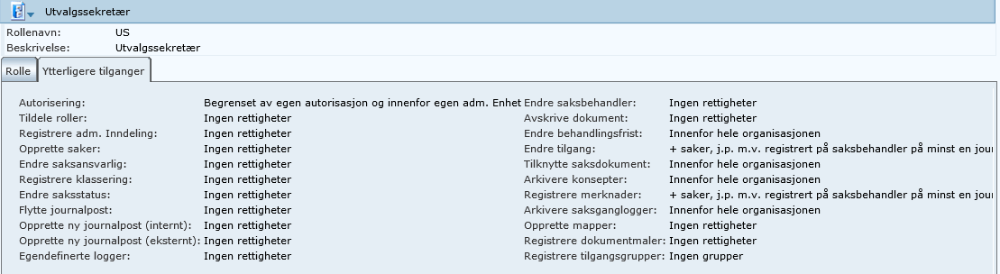 Utvalgssekretær
Rollenavn: US
Beskrivelse: Utvalgssekretær
Rolle Ytterligere tilganger
Autorisering: Begrenset av egen autorisasjon og innenfor egen adm. Enhet Endre saksbehandler: Ingen rettigheter
Tildele roller: Ingen rettigheter Avskrive dokument: Ingen rettigheter
Registrere adm. Inndeling: Ingen rettigheter Endre behandlingsfrist: Innenfor hele organisasjonen
Opprette saker: Ingen rettigheter Endre tilgang: + saker, j.p. m.v. registrert på saksbehandler på minst en jour
Endre saksansvarlig: Ingen rettigheter Tilknytte saksdokument: Innenfor hele organisasjonen
Registrere klassering: Ingen rettigheter Arkivere konsepter: Innenfor hele organisasjonen
Endre saksstatus: Ingen rettigheter Registrere merknader: + saker, j.p. m.v. registrert på saksbehandler på minst en jour
Flytte journalpost: Ingen rettigheter Arkivere saksganglogger: Innenfor hele organisasjonen
Opprette ny journalpost (internt): Ingen rettigheter Opprette mapper: Ingen rettigheter
Opprette ny journalpost (eksternt): Ingen rettigheter Registrere dokumentmaler: Ingen rettigheter
Egendefinerte logger: Ingen rettigheter Registrere tilgangsgrupper: Ingen grupper